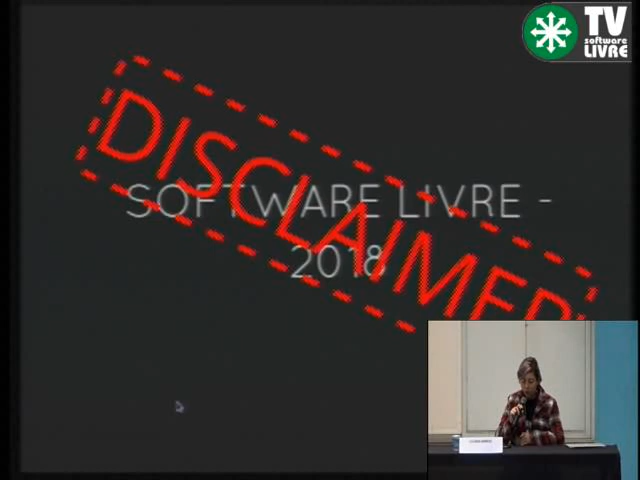 TV
software
LIVRE
DISCLAIMER
SOFTWARE LIVRE -
2018